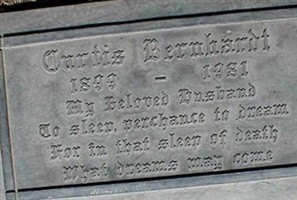 Curtis Bernhardt
1899 – 1981
My Beloved Husband
To sleep, perchance to dream
For in that sleep of death
What dreams may come